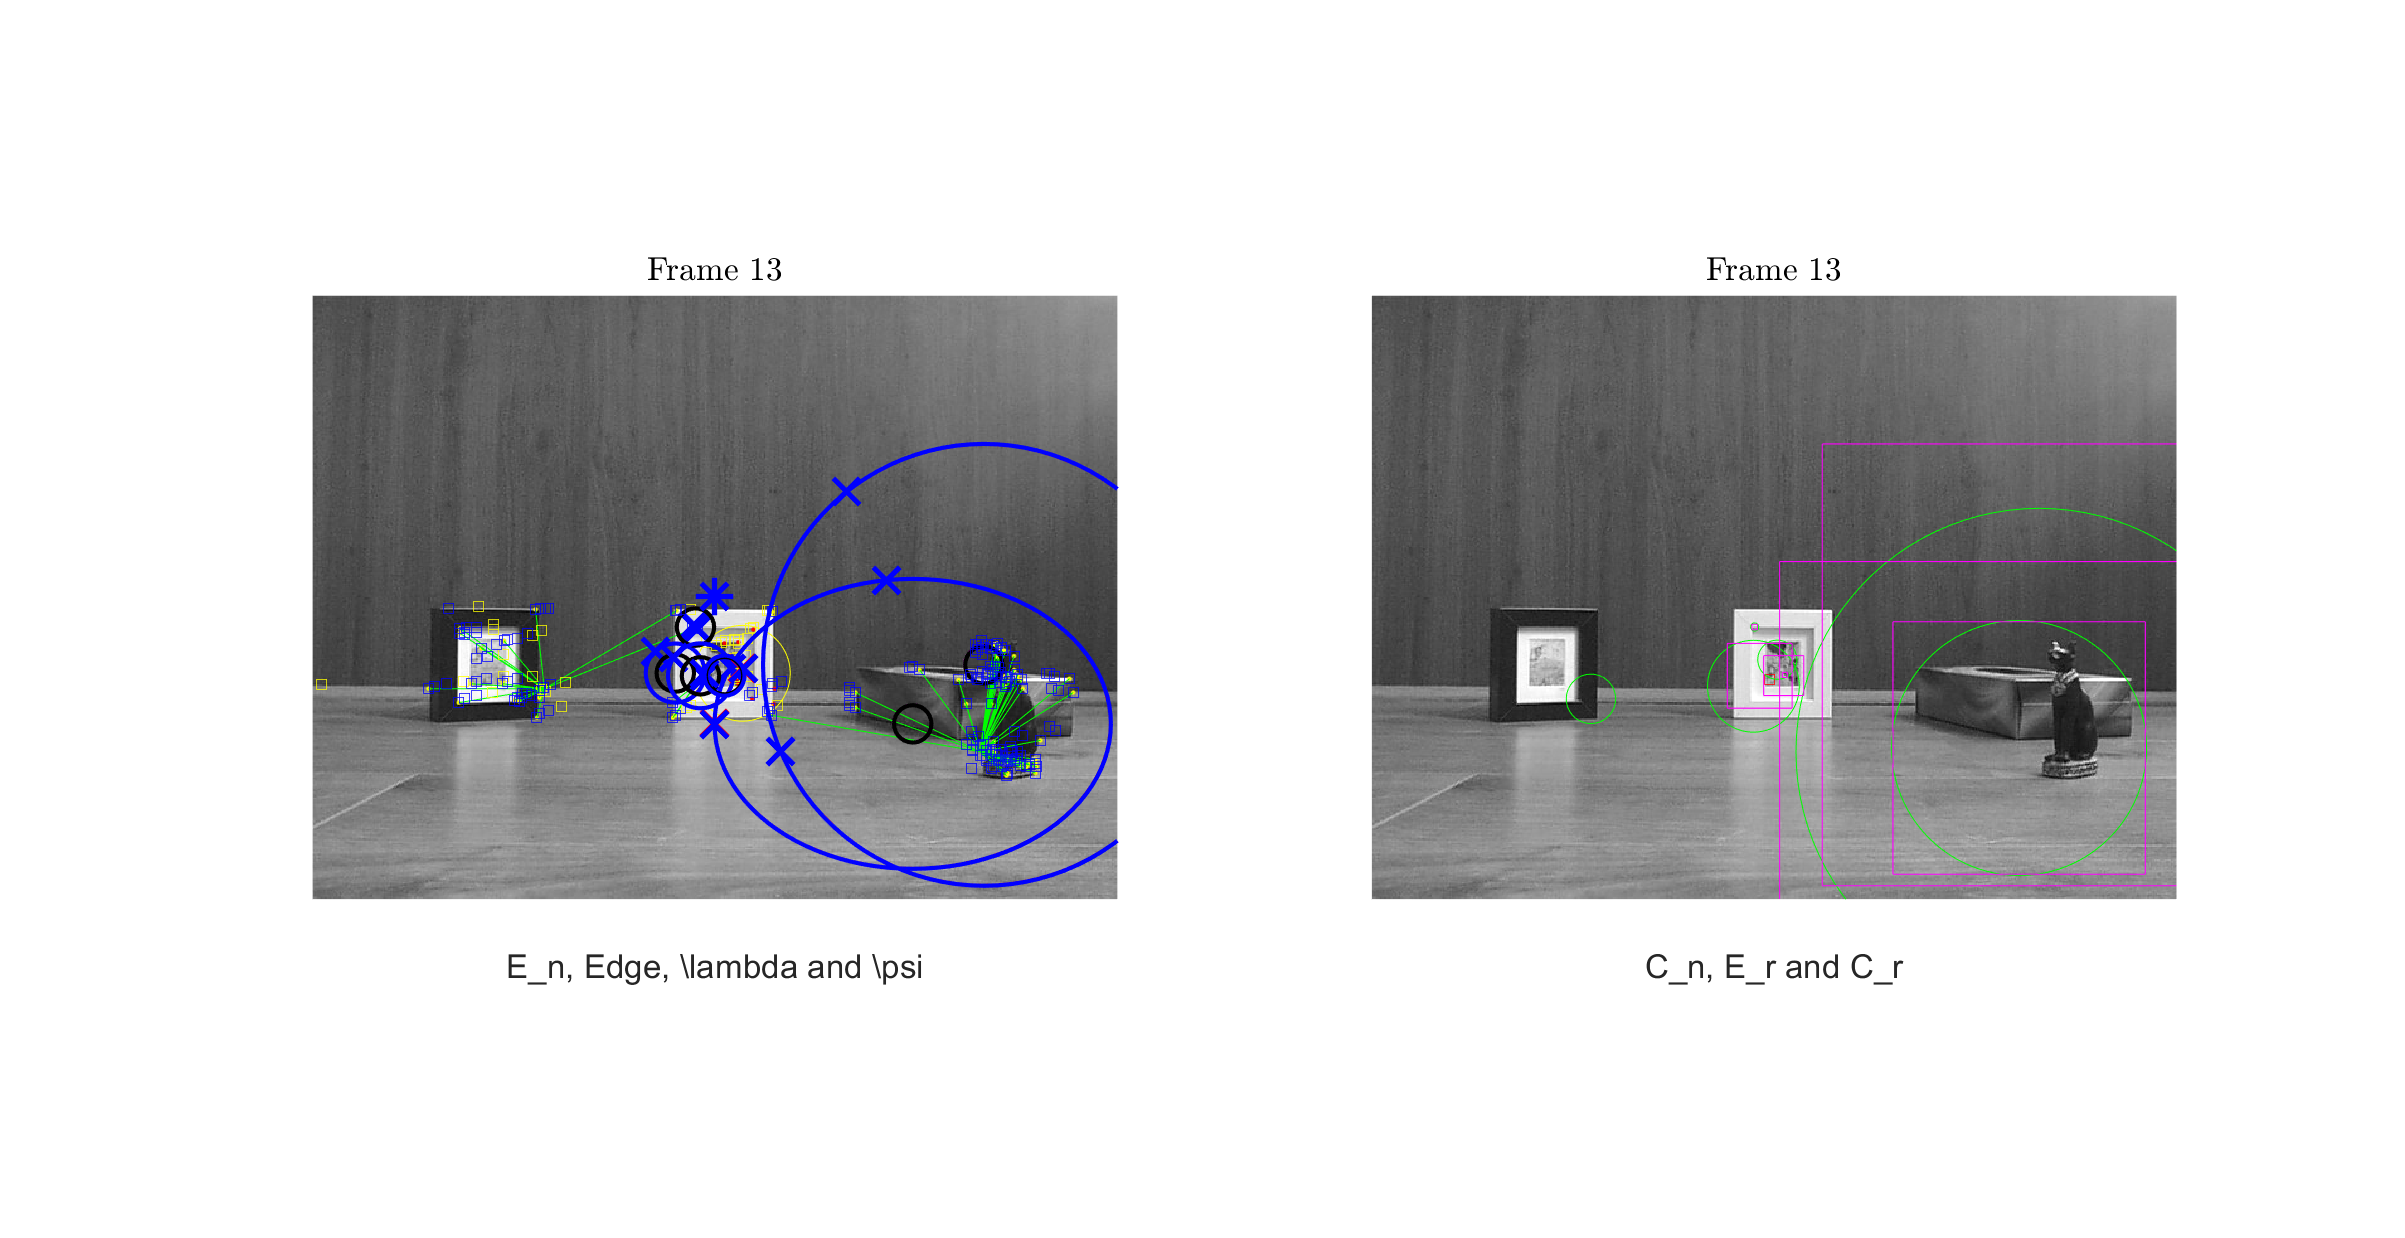 Frame 13
Frame 13
E_n, Edge, \lambda and \psi
C_n, E_r and C_r